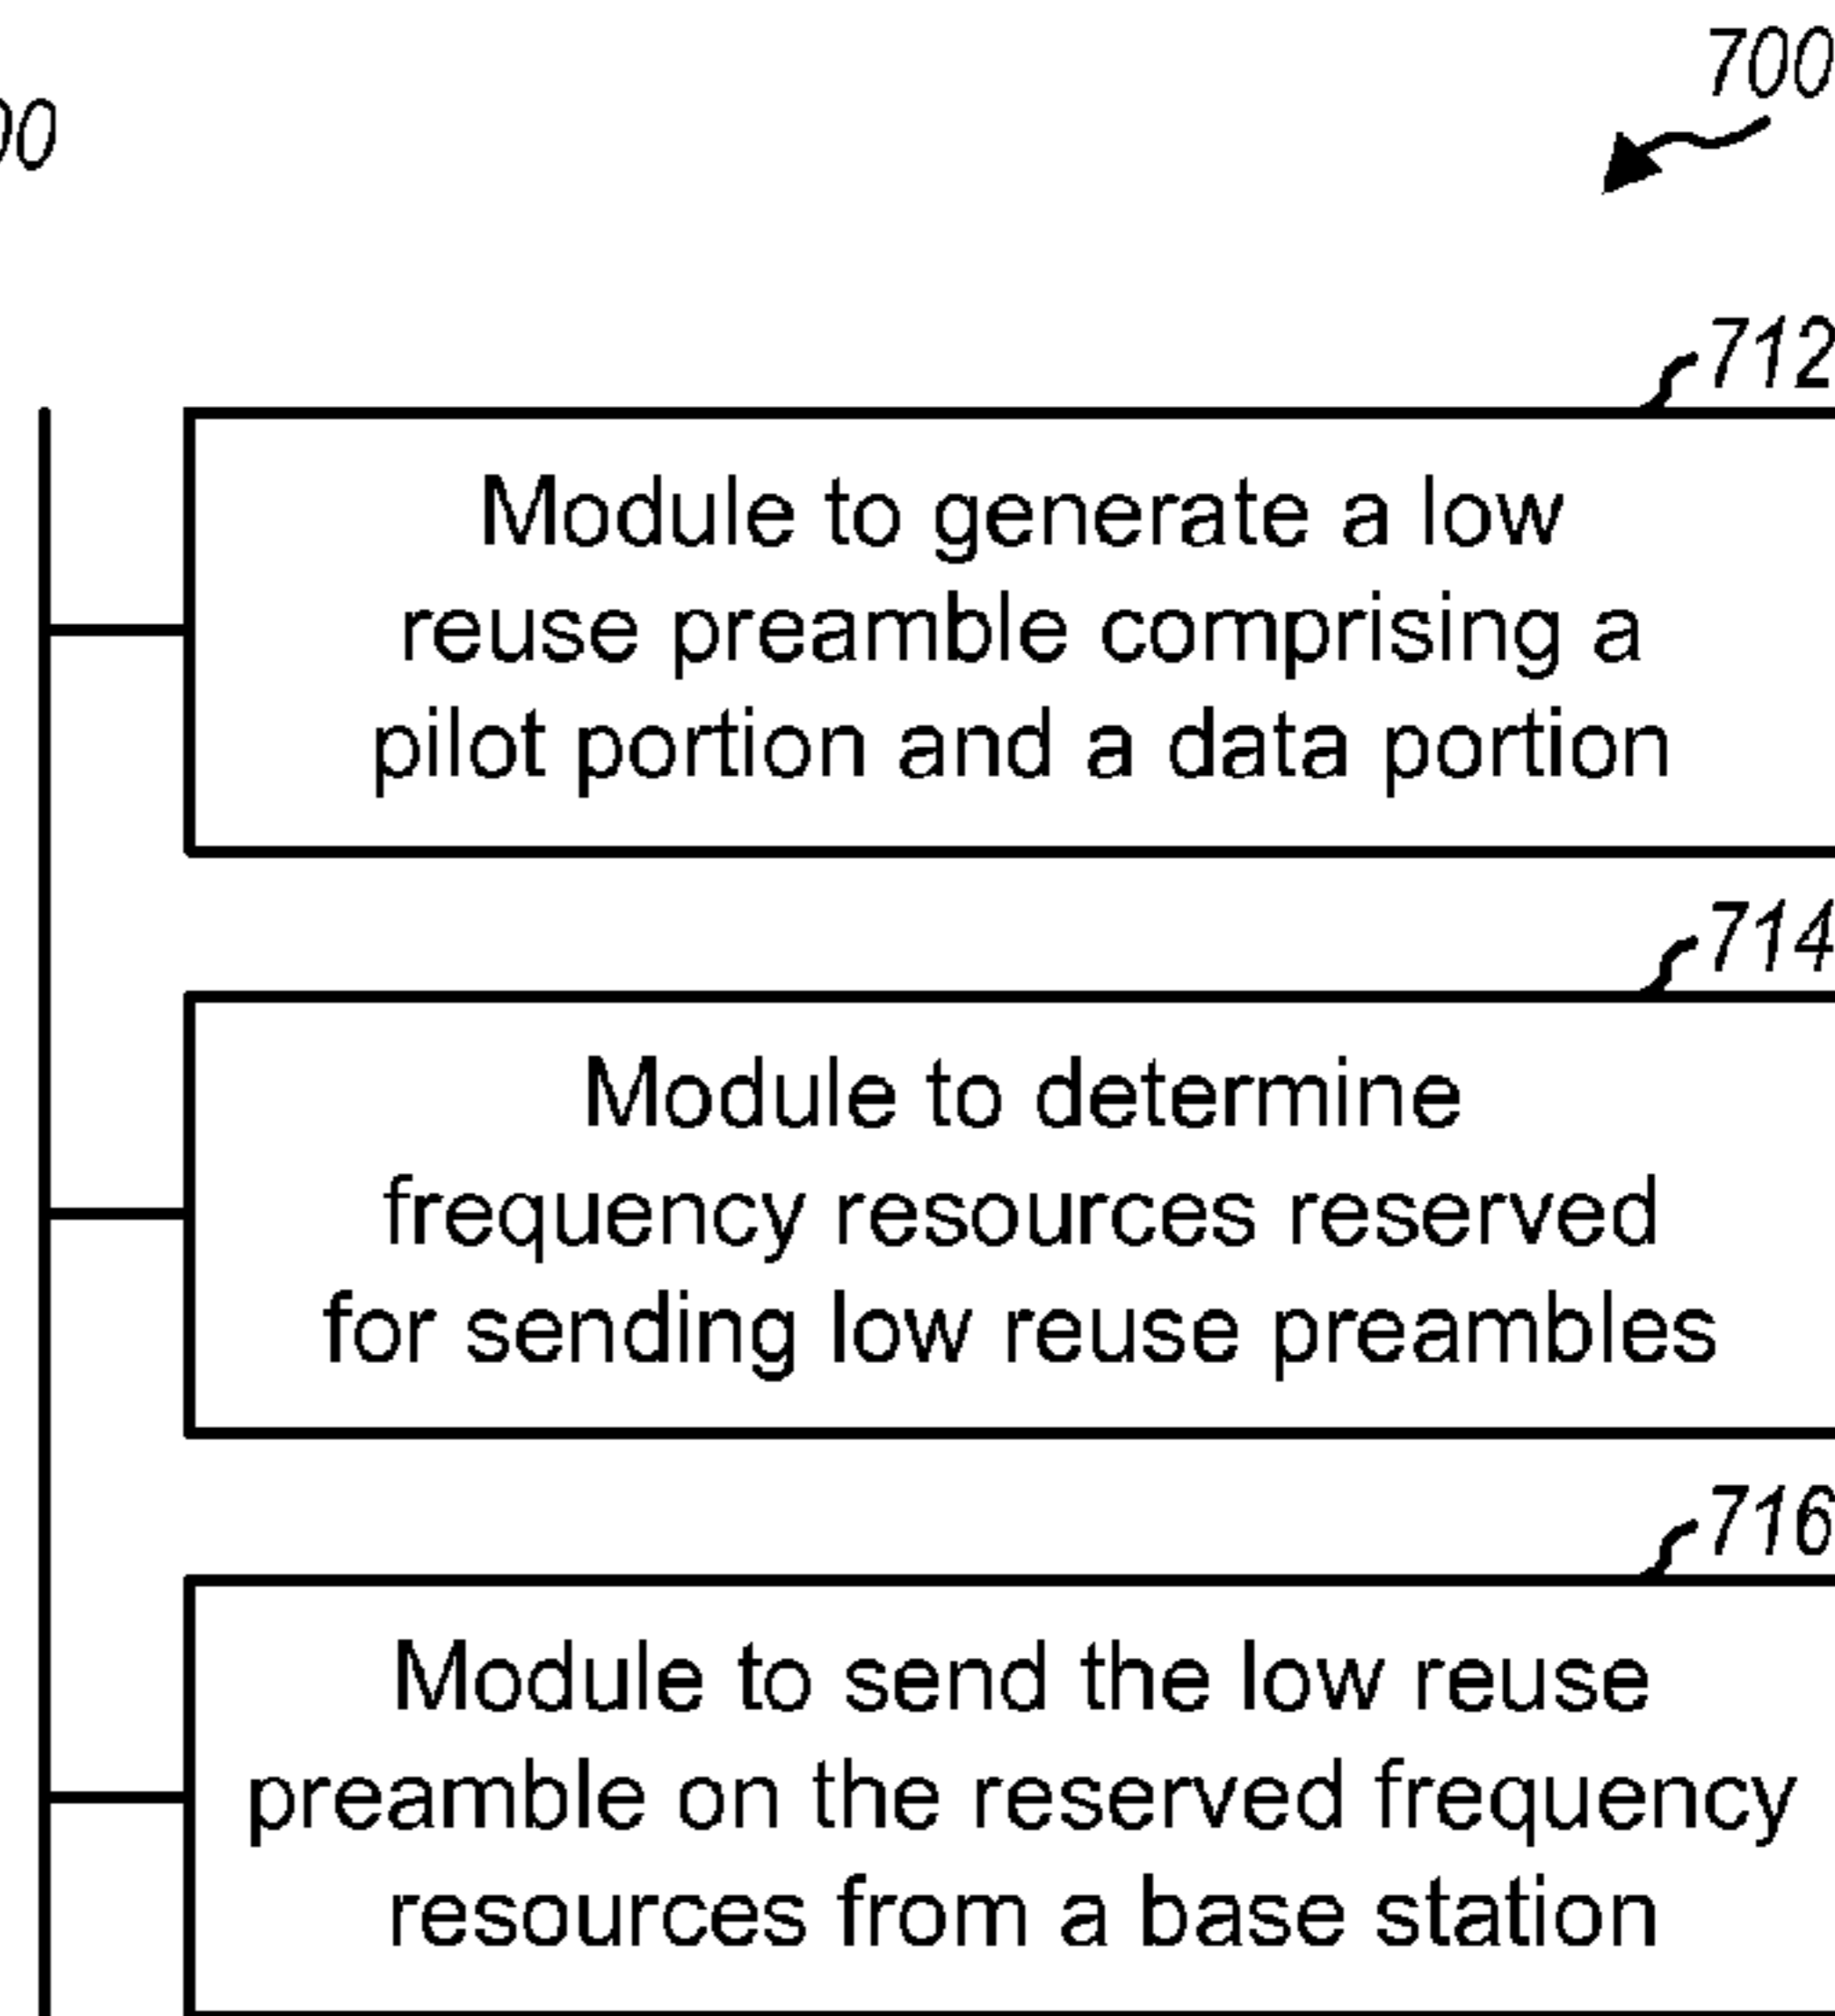 700
712
Module to generate a low
reuse preamble comprising a
pilot portion and a data portion
714
Module to determine
frequency resources reserved
for sending low reuse preambles
716
Module to send the low reuse
preamble on the reserved frequency
resources from a base station